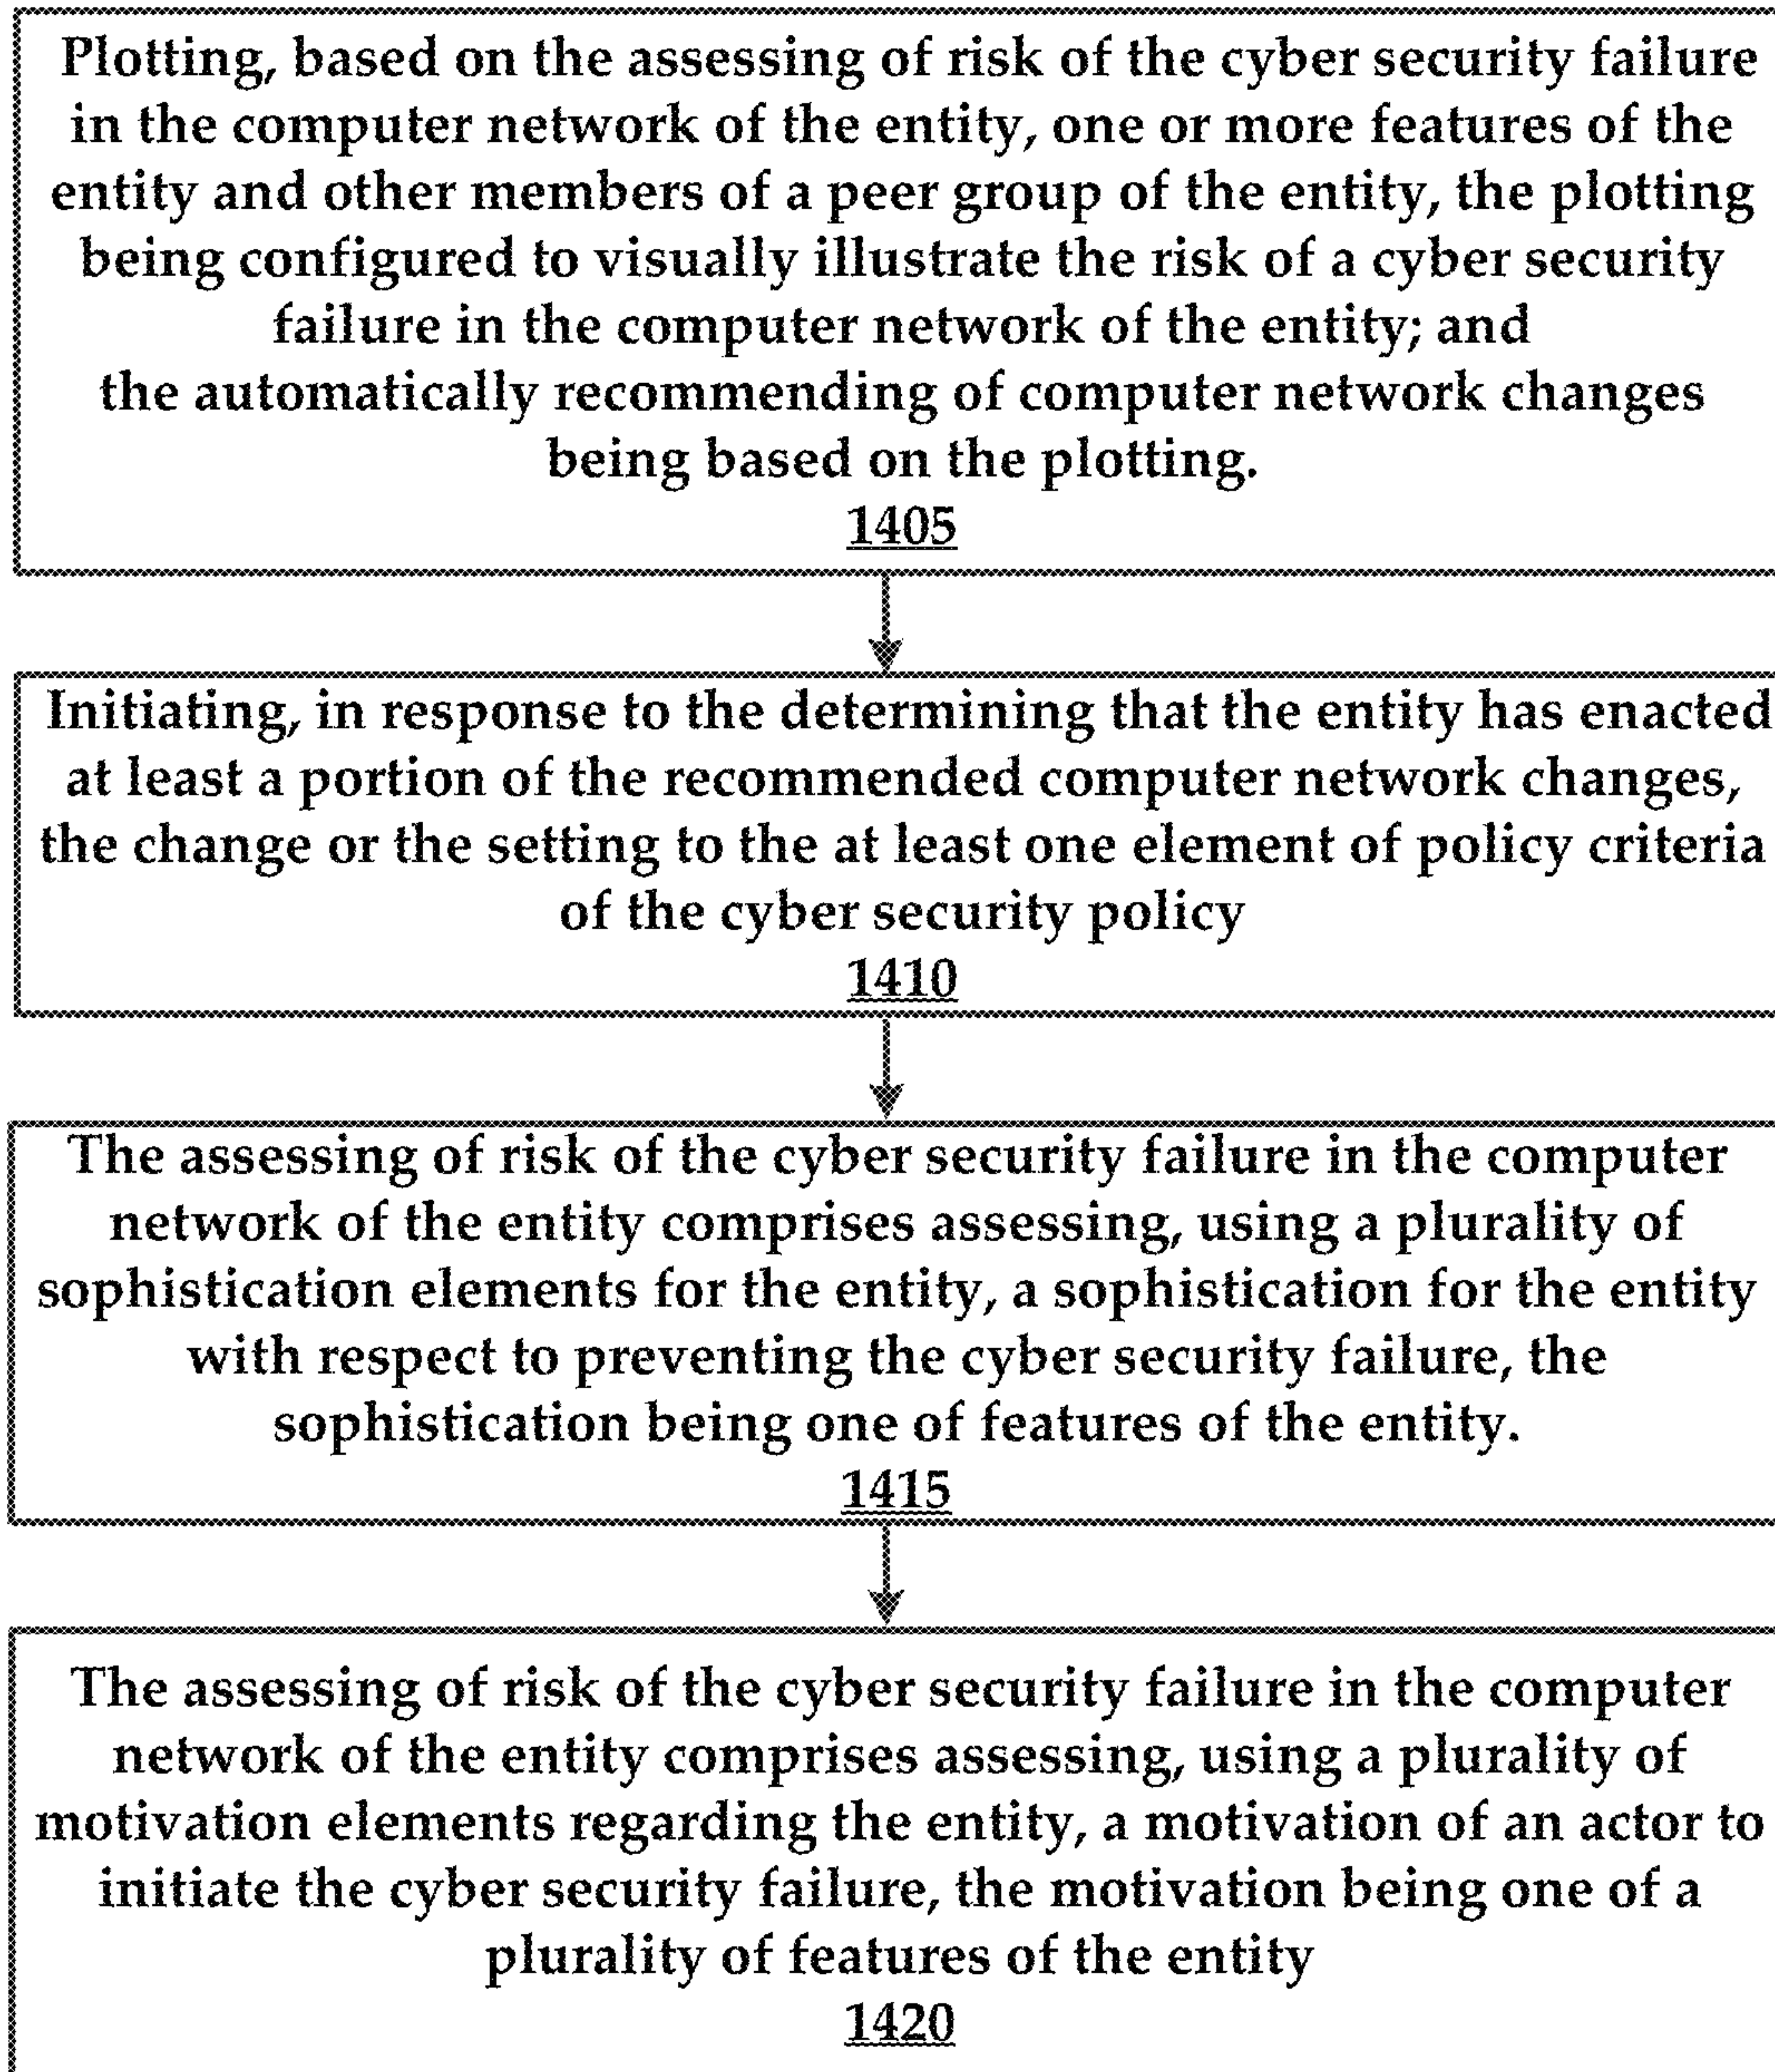 Plotting, based on the assessing of risk of the cyber security failure
in the computer network of the entity, one or more features of the
entity and other members of a peer group of the entity, the plotting
being configured to visually illustrate the risk of a cyber security
failure in the computer network of the entity; and
the automatically recommending of computer network changes
being based on the plotting.
1405
Initiating, in response to the determining that the entity has enacted
at least a portion of the recommended computer network changes,
the change or the setting to the at least one element of policy criteria
of the cyber security policy
1410
The assessing of risk of the cyber security failure in the computer
network of the entity comprises assessing, using a plurality of
sophistication elements for the entity, a sophistication for the entity
with respect to preventing the cyber security failure, the
sophistication being one of features of the entity.
1415
The assessing of risk of the cyber security failure in the computer
network of the entity comprises assessing, using a plurality of
motivation elements regarding the entity, a motivation of an actor to
initiate the cyber security failure, the motivation being one of a
plurality of features of the entity
1420